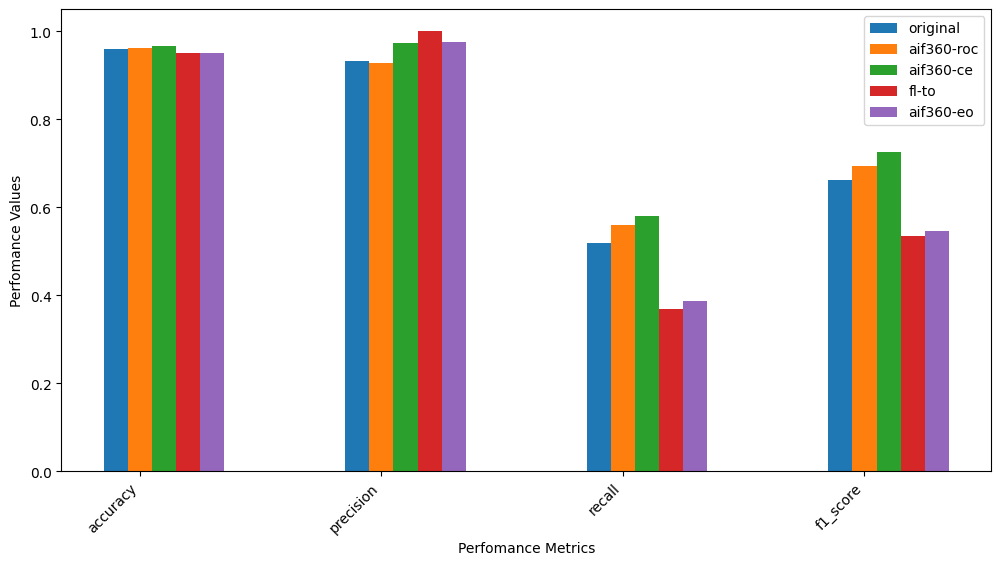 original
aif360-roc
aif360-ce
fl-to
aif360-eo
1.0
0.8
0.6
0.4
0.2
0.0
Perfomance Values
accuracy
precision
recall
f1_score
Perfomance Metrics